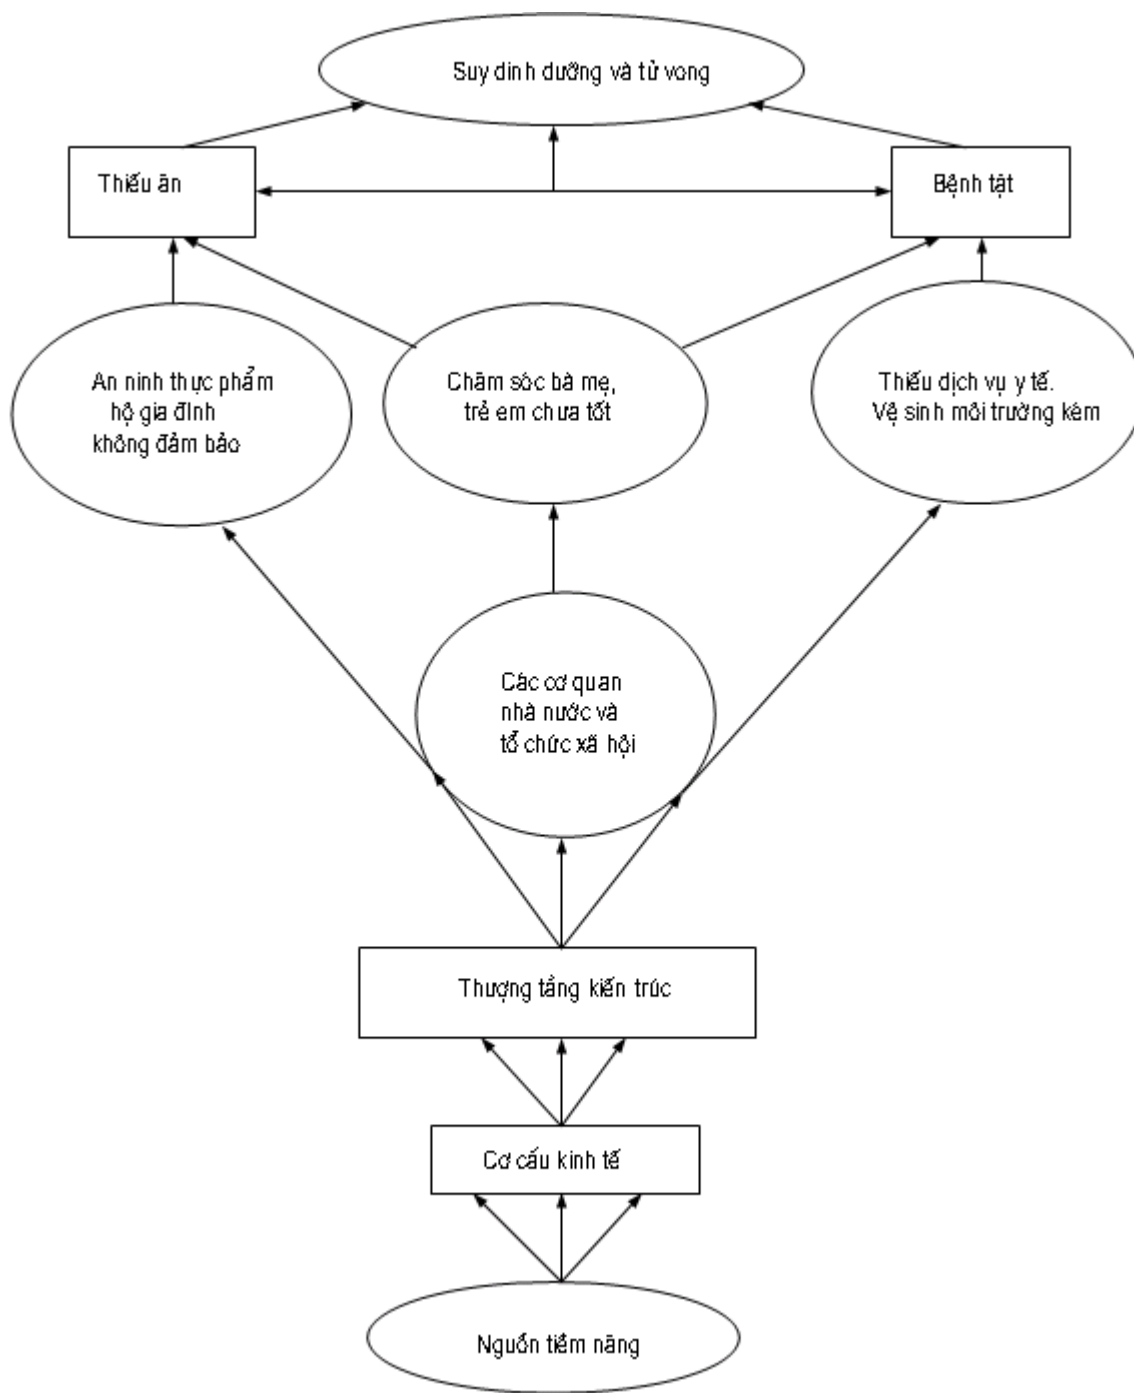 Suy dinh dưỡng và tử vong
Thiếu ăn
Bệnh tật
An ninh thực phẩm
hộ gia đình
không đảm bảo
Chăm sóc bà mẹ,
trẻ em chưa tốt
Thiếu dịch vụ y tế.
Vệ sinh môi trường kém
Các cơ quan
nhà nước và
tổ chức xã hội
Thượng tầng kiến trúc
Cơ cấu kinh tế
Nguồn tiềm năng